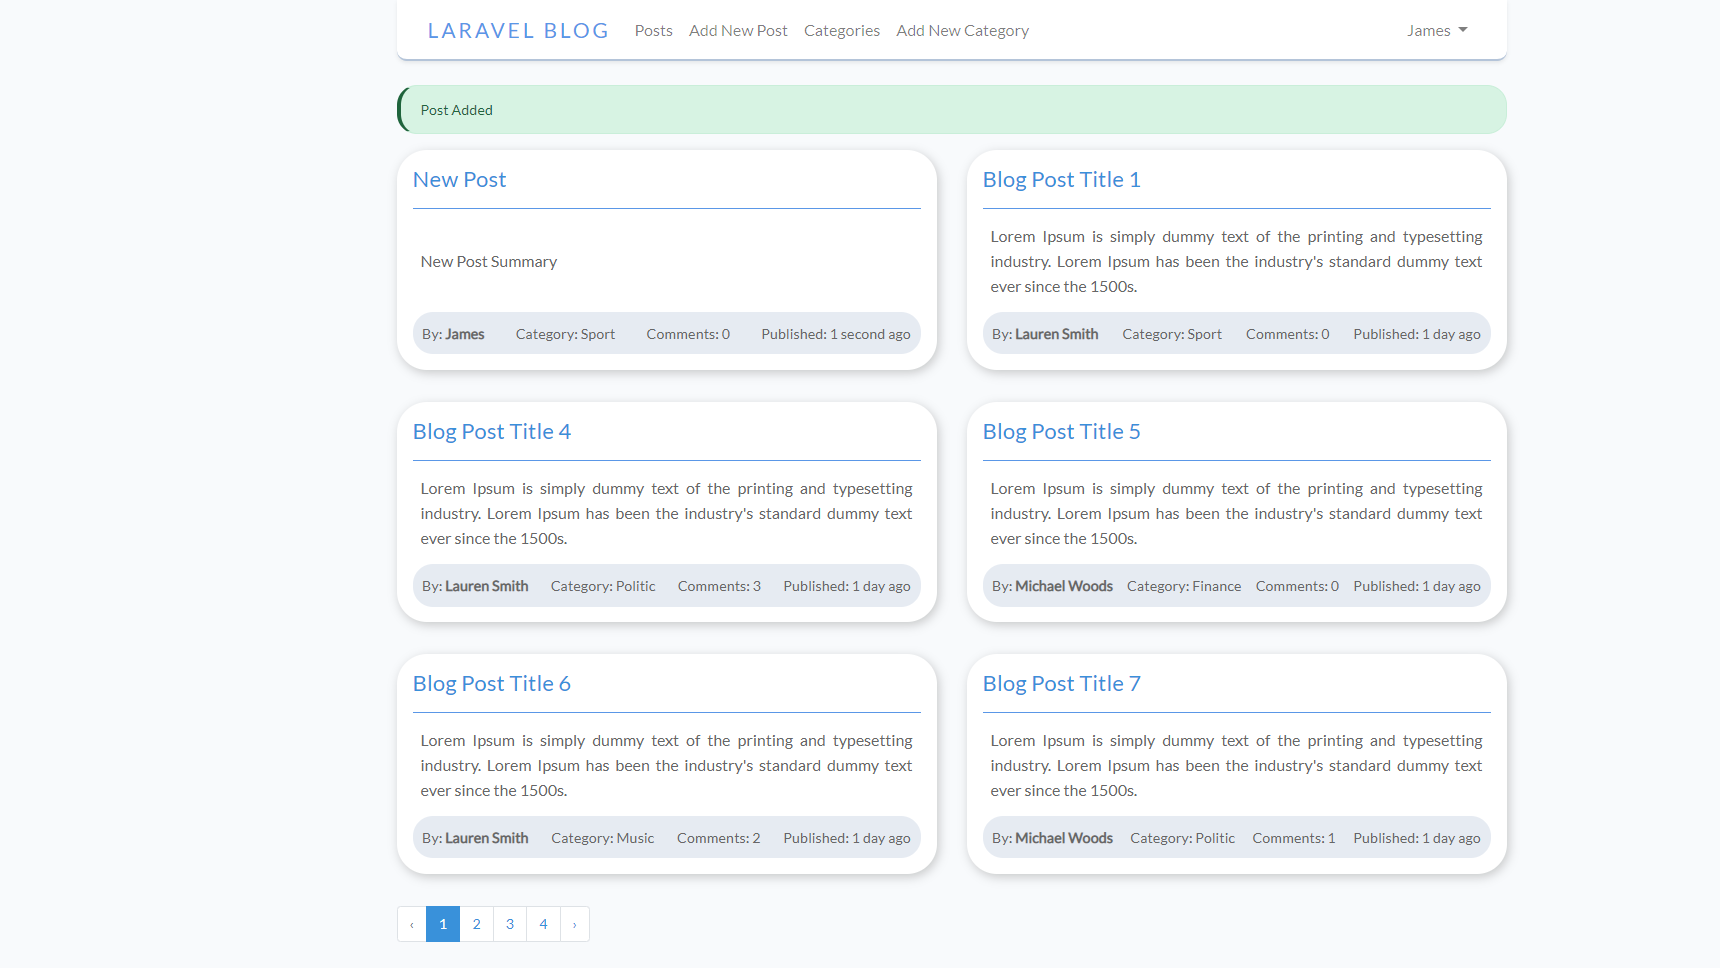 LARAVEL BLOG Posts Add New Post Categories Add New Category James
Post Added
New Post
New Post Summary
By: James Category: Sport Comments: 0 Published: 1 second ago
Blog Post Title 1
Lorem Ipsum is simply dummy text of the printing and typesetting
industry. Lorem Ipsum has been the industry's standard dummy text
ever since the 1500s.
By: Lauren Smith Category: Sport Comments: 0 Published: 1 day ago
Blog Post Title 4
Lorem Ipsum is simply dummy text of the printing and typesetting
industry. Lorem Ipsum has been the industry's standard dummy text
ever since the 1500s.
By: Lauren Smith Category: Politic Comments: 3 Published: 1 day ago
Blog Post Title 5
Lorem Ipsum is simply dummy text of the printing and typesetting
industry. Lorem Ipsum has been the industry's standard dummy text
ever since the 1500s.
By: Michael Woods Category: Finance Comments: 0 Published: 1 day ago
Blog Post Title 6
Lorem Ipsum is simply dummy text of the printing and typesetting
industry. Lorem Ipsum has been the industry's standard dummy text
ever since the 1500s.
By: Lauren Smith Category: Music Comments: 2 Published: 1 day ago
Blog Post Title 7
Lorem Ipsum is simply dummy text of the printing and typesetting
industry. Lorem Ipsum has been the industry's standard dummy text
ever since the 1500s.
By: Michael Woods Category: Politic Comments: 1 Published: 1 day ago
‹ 1 2 3 4 ›